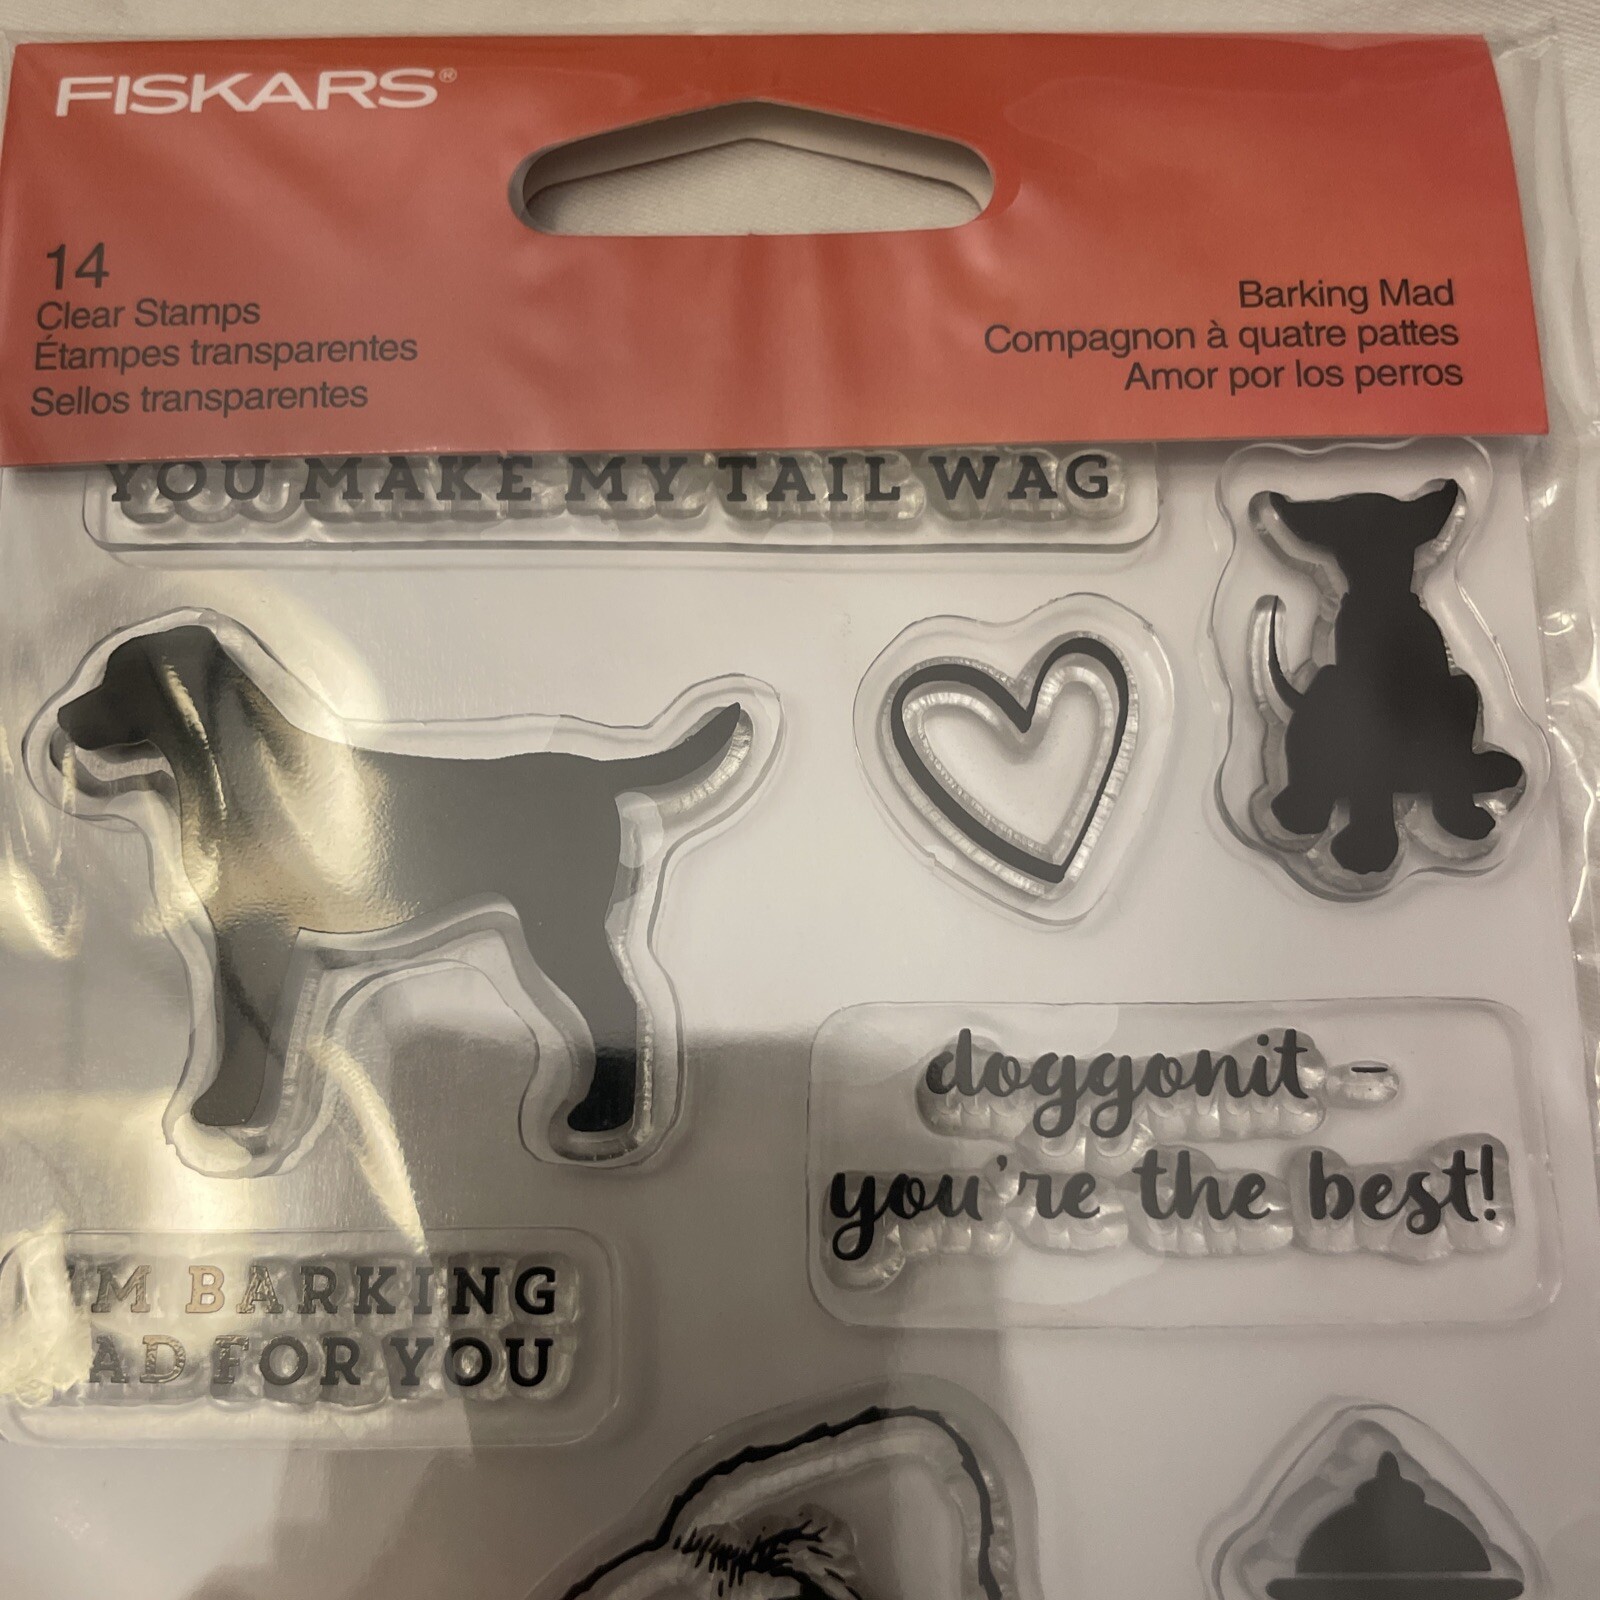 FISKARS®
14
Clear Stamps
Étampes transparentes
Sellos transparentes
Barking Mad
Compagnon à quatre pattes
Amor por los perros
YOU MAKE MY TAIL WAG
doggonit -
you're the best!
I'M BARKING
MAD FOR YOU